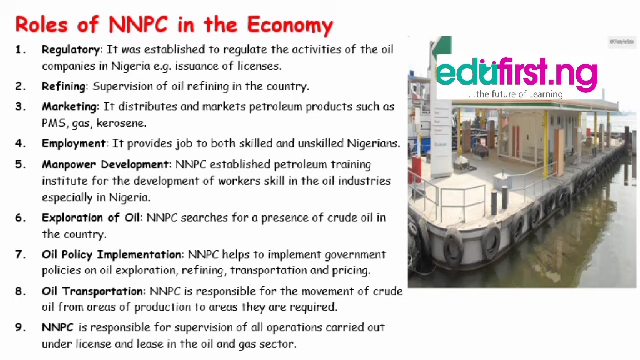 Roles of NNPC in the Economy
1. Regulatory: It was established to regulate the activities of the oil
companies in Nigeria e.g. issuance of licenses.
2. Refining: Supervision of oil refining in the country.
3. Marketing: It distributes and markets petroleum products such as
PMS, gas, kerosene.
4. Employment: It provides job to both skilled and unskilled Nigerians.
5. Manpower Development: NNPC established petroleum training
institute for the development of workers skill in the oil industries
especially in Nigeria.
6. Exploration of Oil: NNPC searches for a presence of crude oil in
the country.
7. Oil Policy Implementation: NNPC helps to implement government
policies on oil exploration, refining, transportation and pricing.
8. Oil Transportation: NNPC is responsible for the movement of crude
oil from areas of production to areas they are required.
9. NNPC is responsible for supervision of all operations carried out
under license and lease in the oil and gas sector.
edufirst.ng
...the future of learning